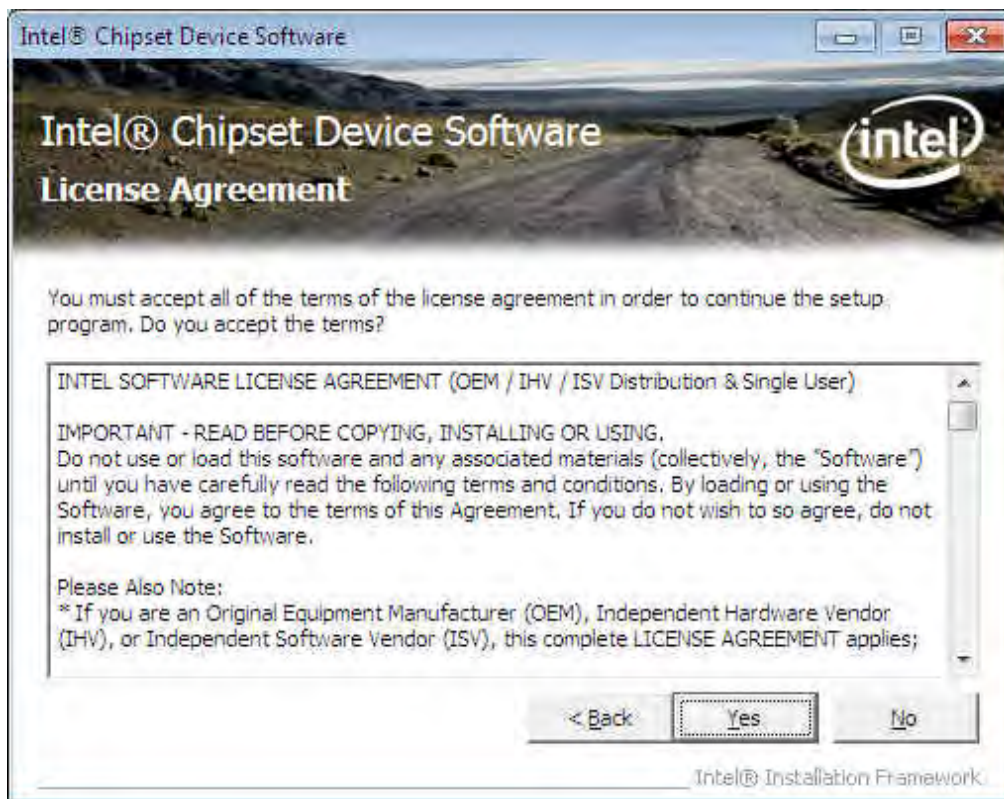 Intel® Chipset Device Software
Intel® Chipset Device Software
intel
License Agreement
You must accept all of the terms of the license agreement in order to continue the setup
program. Do you accept the terms?
INTEL SOFTWARE LICENSE AGREEMENT (OEM / IHV / ISV Distribution & Single User)
IMPORTANT - READ BEFORE COPYING, INSTALLING OR USING.
Do not use or load this software and any associated materials (collectively, the "Software")
until you have carefully read the following terms and conditions. By loading or using the
Software, you agree to the terms of this Agreement. If you do not wish to so agree, do not
install or use the Software.
Please Also Note:
* If you are an Original Equipment Manufacturer (OEM), Independent Hardware Vendor
(IHV), or Independent Software Vendor (ISV), this complete LICENSE AGREEMENT applies;
< Back Yes No
Intel® Installation Framework